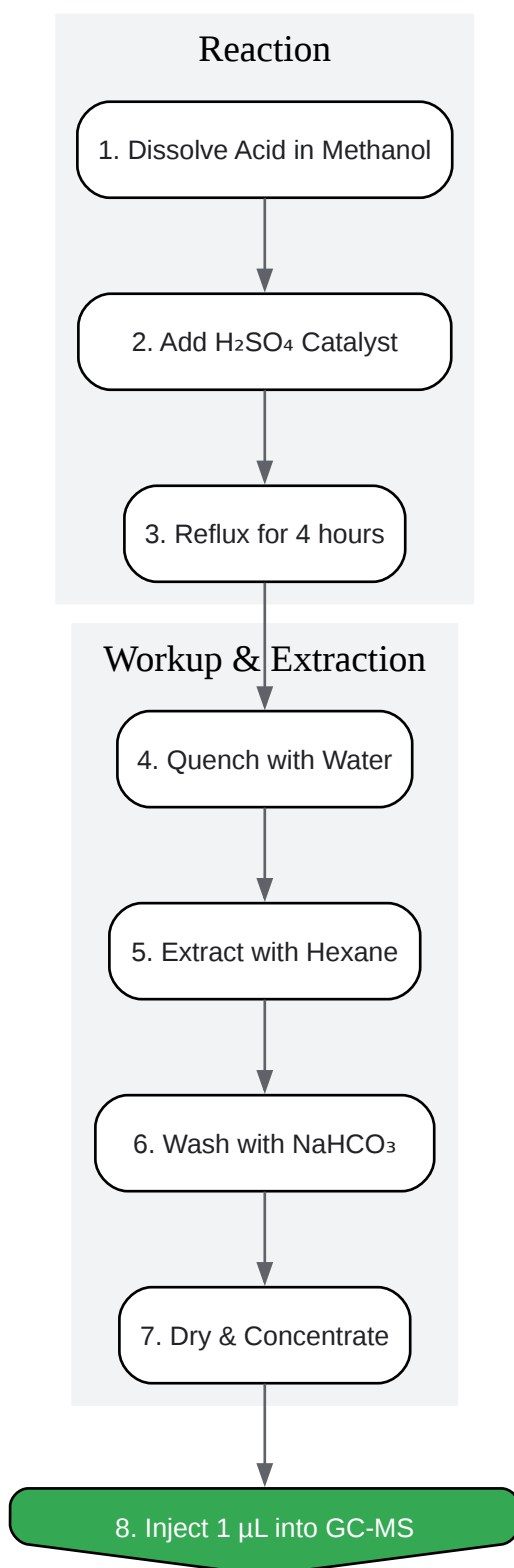 Reaction
1. Dissolve Acid in Methanol
2. Add H₂SO₄ Catalyst
3. Reflux for 4 hours
Workup & Extraction
4. Quench with Water
5. Extract with Hexane
6. Wash with NaHCO₃
7. Dry & Concentrate
8. Inject 1 µL into GC-MS